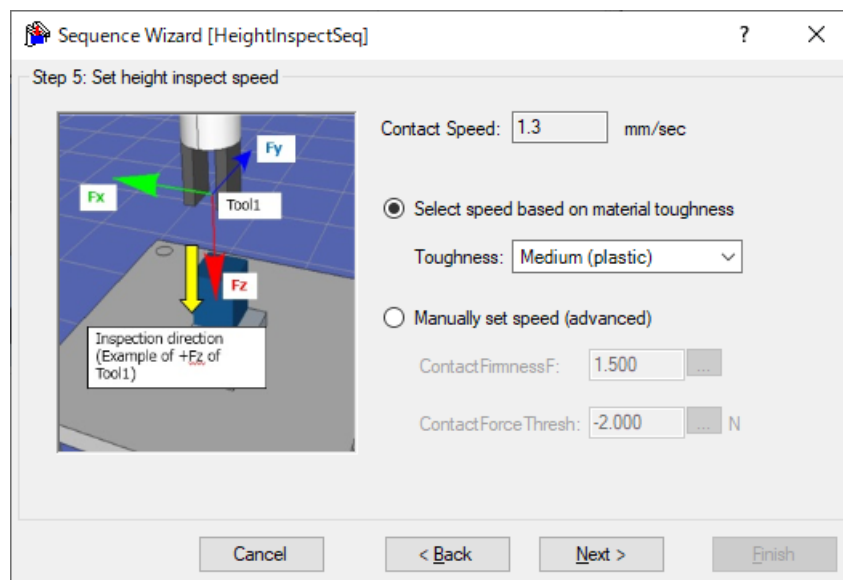 Sequence Wizard [HeightInspectSeq]
?
Step 5: Set height inspect speed
Fy
Fx
Tool1
Fz
Inspection direction
(Example of +Fz of
Tool1)
Contact Speed: 1.3 mm/sec
Select speed based on material toughness
Toughness: Medium (plastic)
Manually set speed (advanced)
ContactFirmnessF: 1.500 ...
ContactForceThresh: -2.000 ... N
Cancel
< Back
Next >
Finish